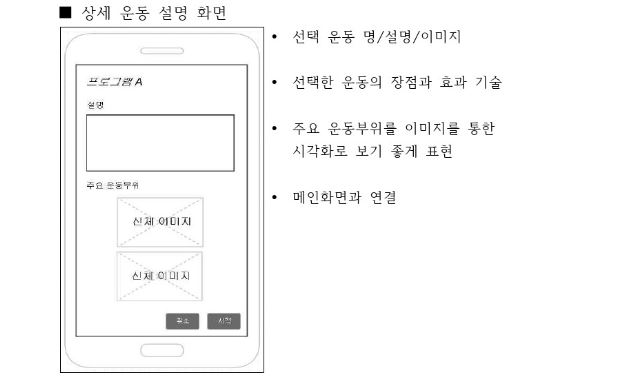 ■ 상세 운동 설명 화면
프로그램 A
설명
주요 운동부위
신체 이미지
신체 이미지
취소 시작
• 선택 운동 명/설명/이미지
• 선택한 운동의 장점과 효과 기술
• 주요 운동부위를 이미지를 통한
시각화로 보기 좋게 표현
• 메인화면과 연결